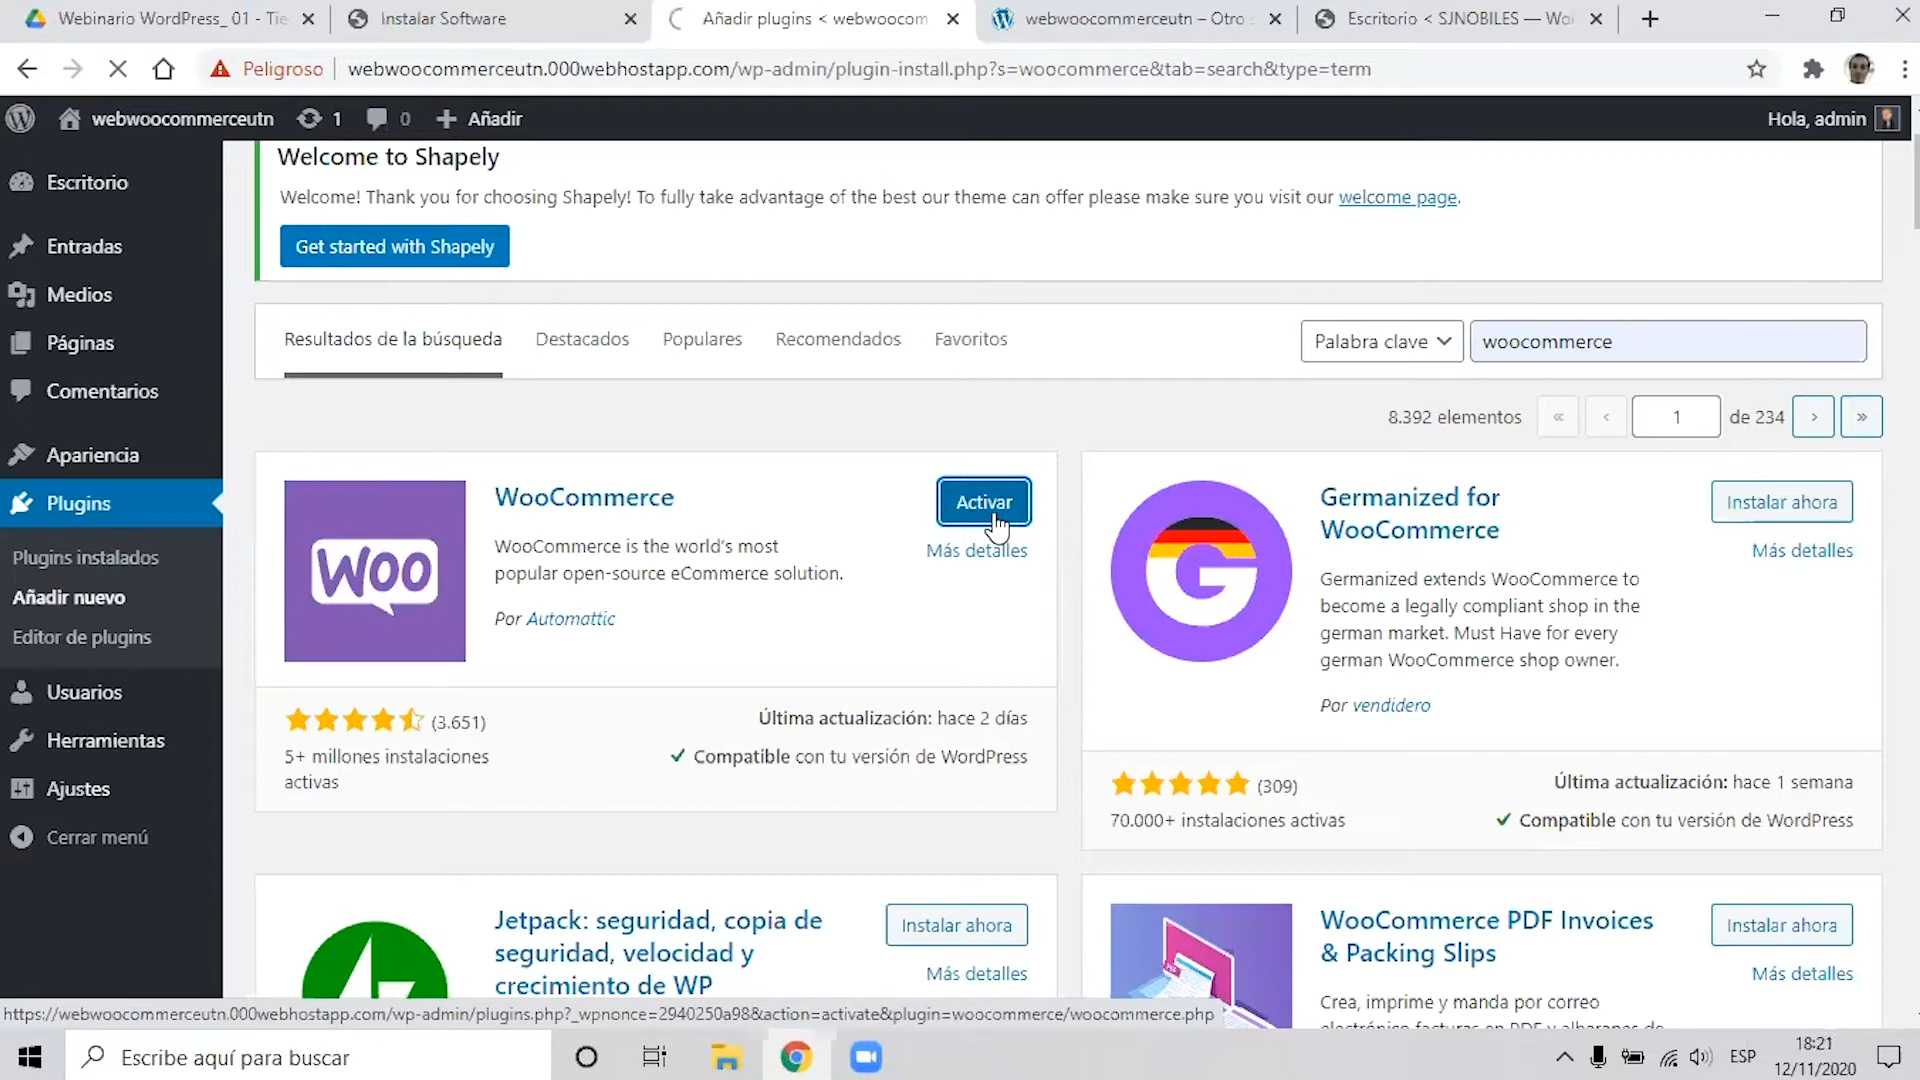 Webinario WordPress_ 01 - Tie
Instalar Software
Añadir plugins < webwoocom
webwoocommerceutn – Otro
Escritorio < SJNOBILES — Wo
Peligroso
webwoocommerceutn.000webhostapp.com/wp-admin/plugin-install.php?s=woocommerce&tab=search&type=term
webwoocommerceutn
1
0
Añadir
Hola, admin
Escritorio
Entradas
Medios
Páginas
Comentarios
Apariencia
Plugins
Plugins instalados
Añadir nuevo
Editor de plugins
Usuarios
Herramientas
Ajustes
Cerrar menú
Welcome to Shapely
Welcome! Thank you for choosing Shapely! To fully take advantage of the best our theme can offer please make sure you visit our welcome page.
Get started with Shapely
Resultados de la búsqueda
Destacados
Populares
Recomendados
Favoritos
Palabra clave
woocommerce
8.392 elementos
«
‹
1
de 234
›
»
WOO
WooCommerce
Activar
Más detalles
WooCommerce is the world's most
popular open-source eCommerce solution.
Por Automattic
(3.651)
5+ millones instalaciones
activas
Última actualización: hace 2 días
Compatible con tu versión de WordPress
G
Germanized for
WooCommerce
Instalar ahora
Más detalles
Germanized extends WooCommerce to
become a legally compliant shop in the
german market. Must Have for every
german WooCommerce shop owner.
Por vendidero
(309)
70.000+ instalaciones activas
Última actualización: hace 1 semana
Compatible con tu versión de WordPress
Jetpack: seguridad, copia de
seguridad, velocidad y
crecimiento de WP
Instalar ahora
Más detalles
WooCommerce PDF Invoices
& Packing Slips
Instalar ahora
Más detalles
Crea, imprime y manda por correo
electrónico facturas en PDF y albaranes de
https://webwoocommerceutn.000webhostapp.com/wp-admin/plugins.php?_wpnonce=2940250a98&action=activate&plugin=woocommerce/woocommerce.php
Escribe aquí para buscar
ESP
18:21
12/11/2020